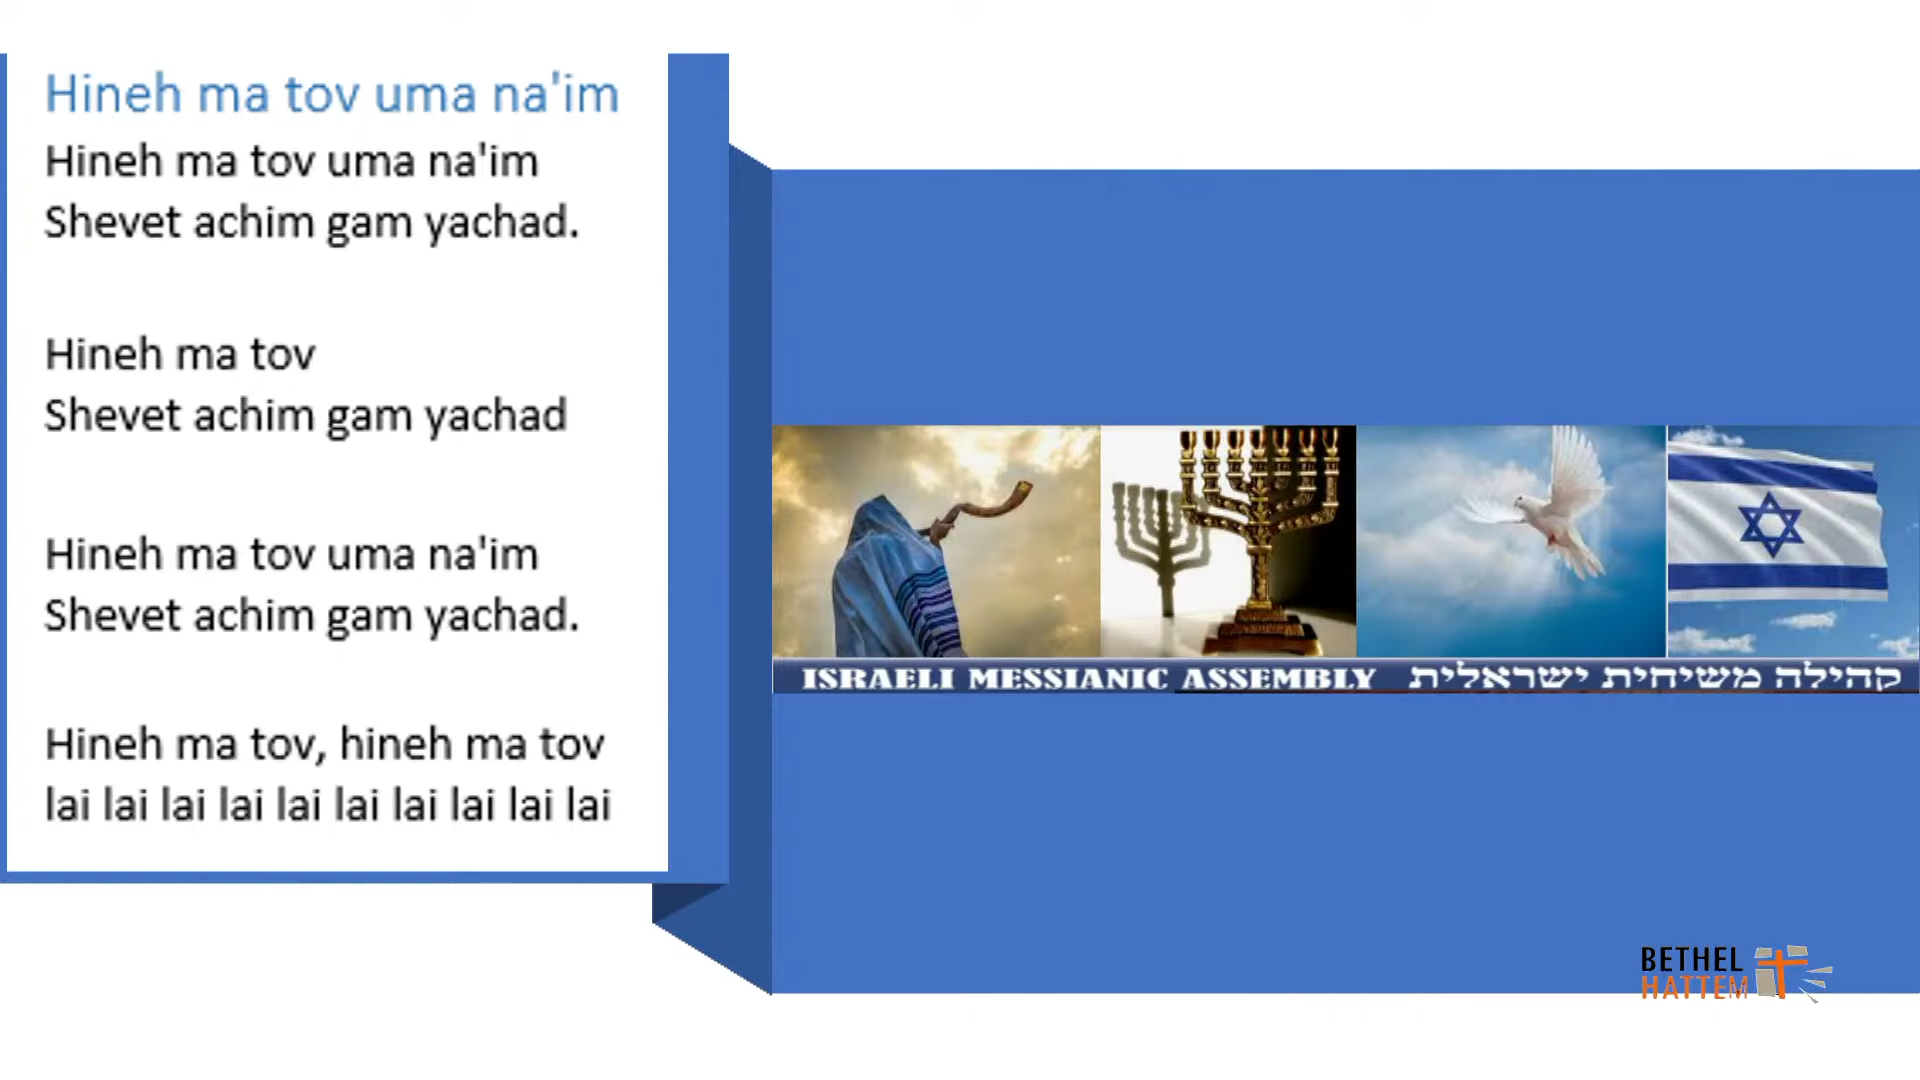 Hineh ma tov uma na'im
Hineh ma tov uma na'im
Shevet achim gam yachad.
Hineh ma tov
Shevet achim gam yachad
Hineh ma tov uma na'im
Shevet achim gam yachad.
Hineh ma tov, hineh ma tov
lai lai lai lai lai lai lai lai lai lai
ISRAELI MESSIANIC ASSEMBLY קהילה משיחית ישראלית
BETHEL
HATTEM